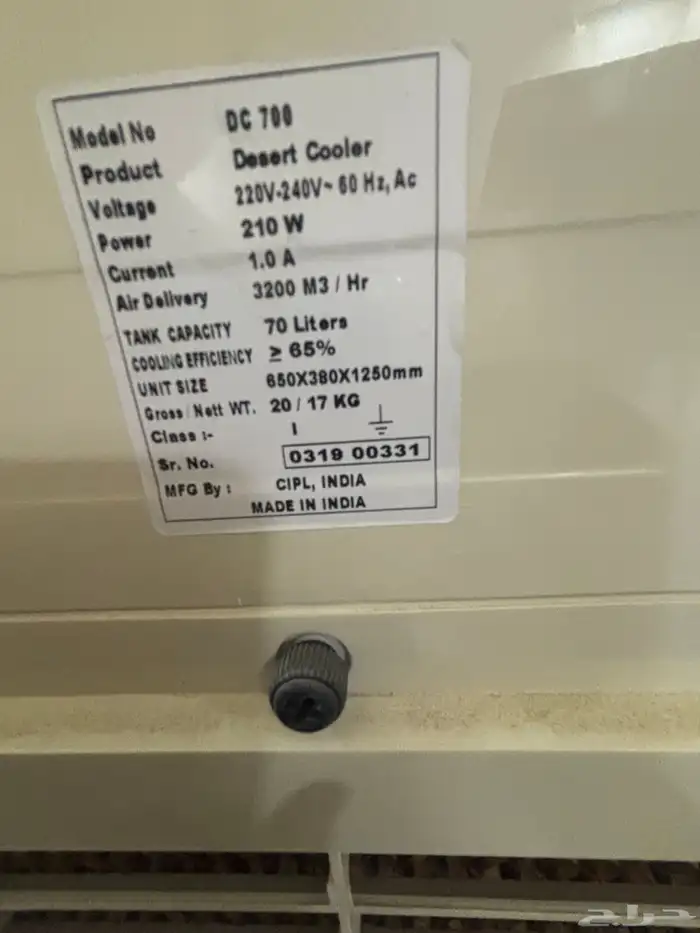 Model No DC 700
Product Desert Cooler
Voltage 220V-240V~ 60 Hz, Ac
Power 210 W
Current 1.0 A
Air Delivery 3200 M3 / Hr
TANK CAPACITY 70 Liters
COOLING EFFICIENCY ≥ 65%
UNIT SIZE 650X380X1250mm
Gross / Nett WT. 20 / 17 KG
Class :- I
Sr. No. 0319 00331
MFG By : CIPL, INDIA
MADE IN INDIA
حراج